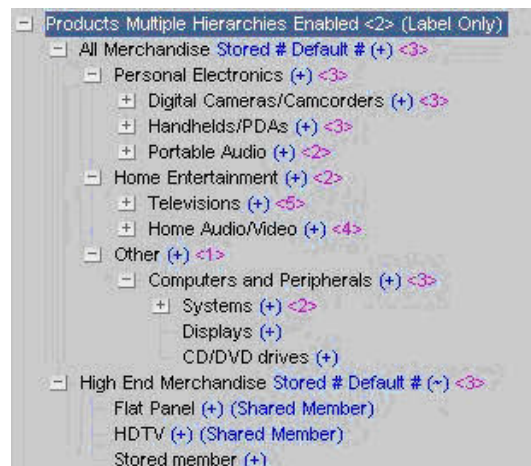 Products Multiple Hierarchies Enabled <2> (Label Only)
All Merchandise Stored # Default # (+) <3>
Personal Electronics (+) <3>
Digital Cameras/Camcorders (+) <3>
Handhelds/PDAs (+) <3>
Portable Audio (+) <2>
Home Entertainment (+) <2>
Televisions (+) <5>
Home Audio/Video (+) <4>
Other (+) <1>
Computers and Peripherals (+) <3>
Systems (+) <2>
Displays (+)
CD/DVD drives (+)
High End Merchandise Stored # Default # (~) <3>
Flat Panel (+) (Shared Member)
HDTV (+) (Shared Member)
Stored member (+)